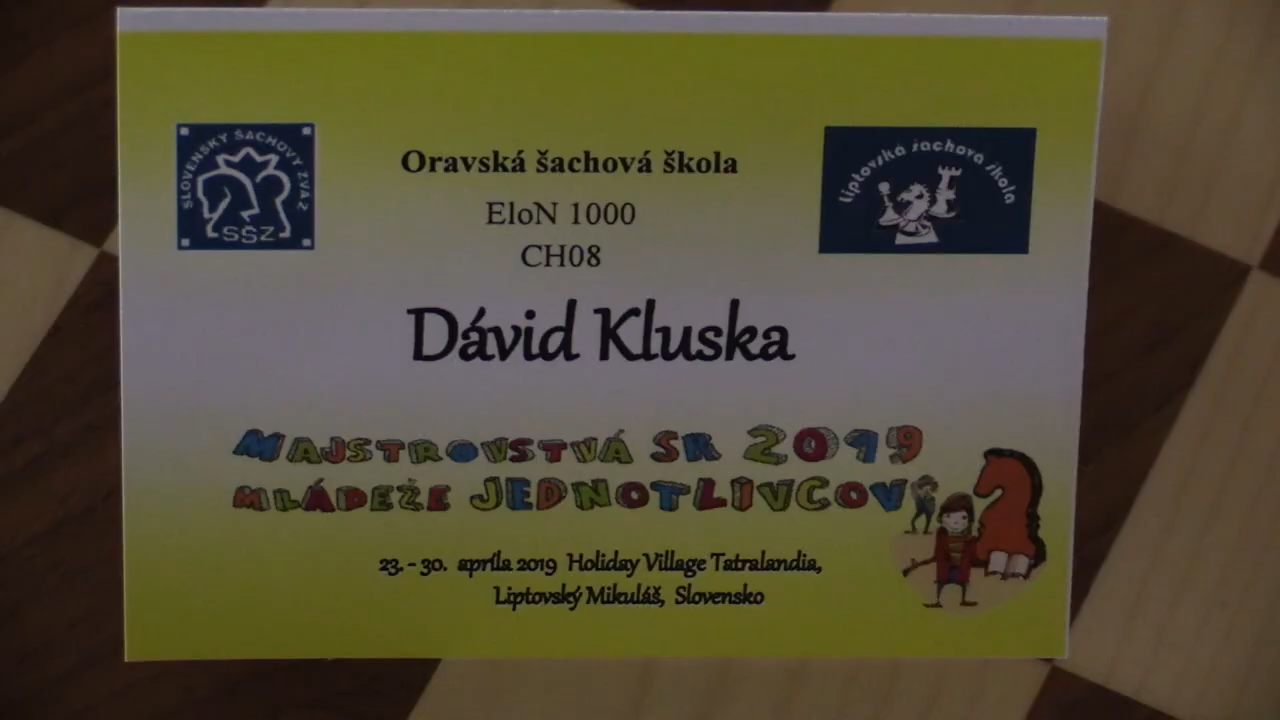 SLOVENSKÝ ŠACHOVÝ ZVÄZ
SŠZ
Oravská šachová škola
EloN 1000
CH08
Liptovská šachová škola
Dávid Kluska
MAJSTROVSTVÁ SR 2019
MLÁDEŽE JEDNOTLIVCOV
23. - 30. apríla 2019 Holiday Village Tatralandia,
Liptovský Mikuláš, Slovensko